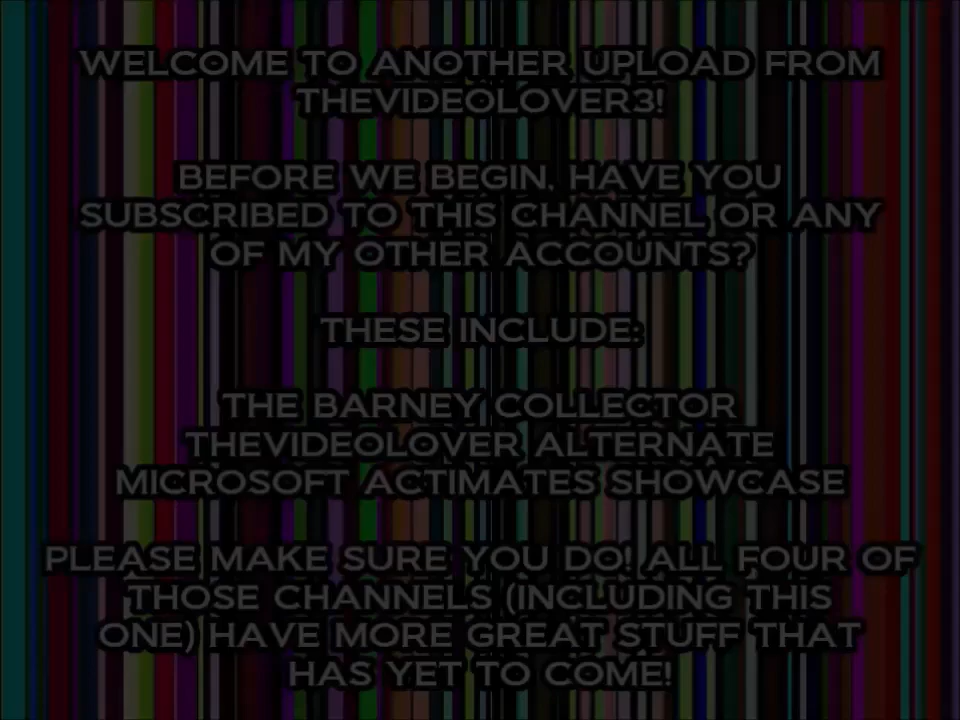 WELCOME TO ANOTHER UPLOAD FROM
THEVIDEOLOVER3!
BEFORE WE BEGIN, HAVE YOU
SUBSCRIBED TO THIS CHANNEL OR ANY
OF MY OTHER ACCOUNTS?
THESE INCLUDE:
THE BARNEY COLLECTOR
THEVIDEOLOVER ALTERNATE
MICROSOFT ACTIMATES SHOWCASE
PLEASE MAKE SURE YOU DO! ALL FOUR OF
THOSE CHANNELS (INCLUDING THIS
ONE) HAVE MORE GREAT STUFF THAT
HAS YET TO COME!